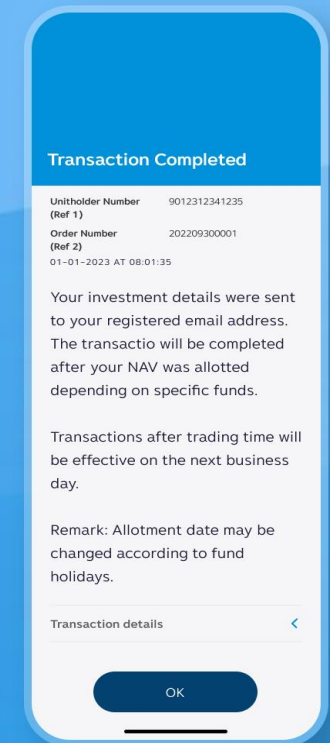 Transaction Completed
Unitholder Number 9012312341235
(Ref 1)
Order Number 202209300001
(Ref 2)
01-01-2023 AT 08:01:35
Your investment details were sent
to your registered email address.
The transactio will be completed
after your NAV was allotted
depending on specific funds.
Transactions after trading time will
be effective on the next business
day.
Remark: Allotment date may be
changed according to fund
holidays.
Transaction details
OK